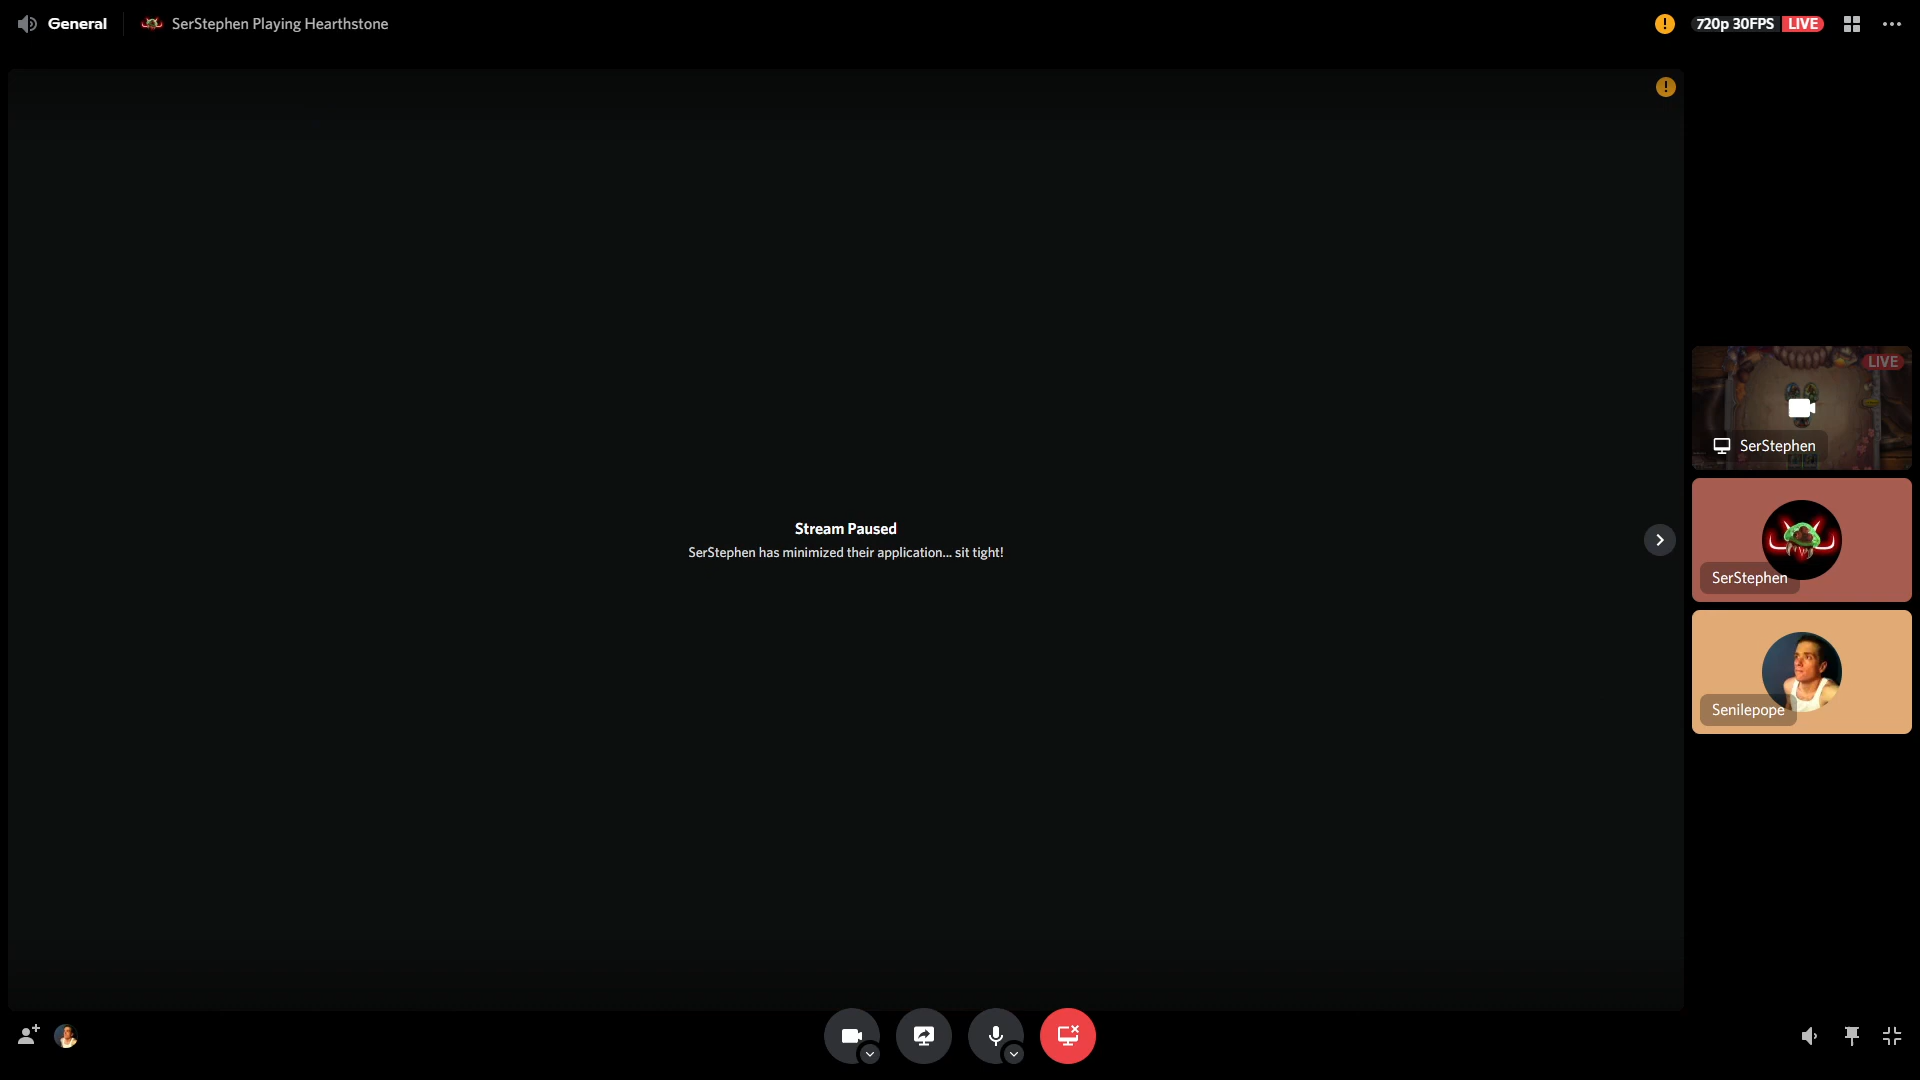 General
SerStephen Playing Hearthstone
720p 30FPS LIVE
LIVE
SerStephen
Stream Paused
SerStephen has minimized their application... sit tight!
SerStephen
Senilepope